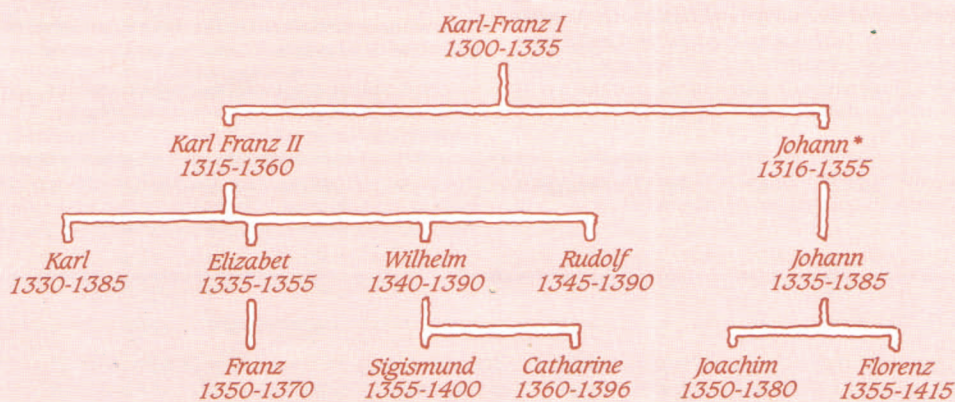 Karl-Franz I
1300-1335
Karl Franz II
1315-1360
Johann*
1316-1355
Karl
1330-1385
Elizabet
1335-1355
Wilhelm
1340-1390
Rudolf
1345-1390
Johann
1335-1385
Franz
1350-1370
Sigismund
1355-1400
Catharine
1360-1396
Joachim
1350-1380
Florenz
1355-1415